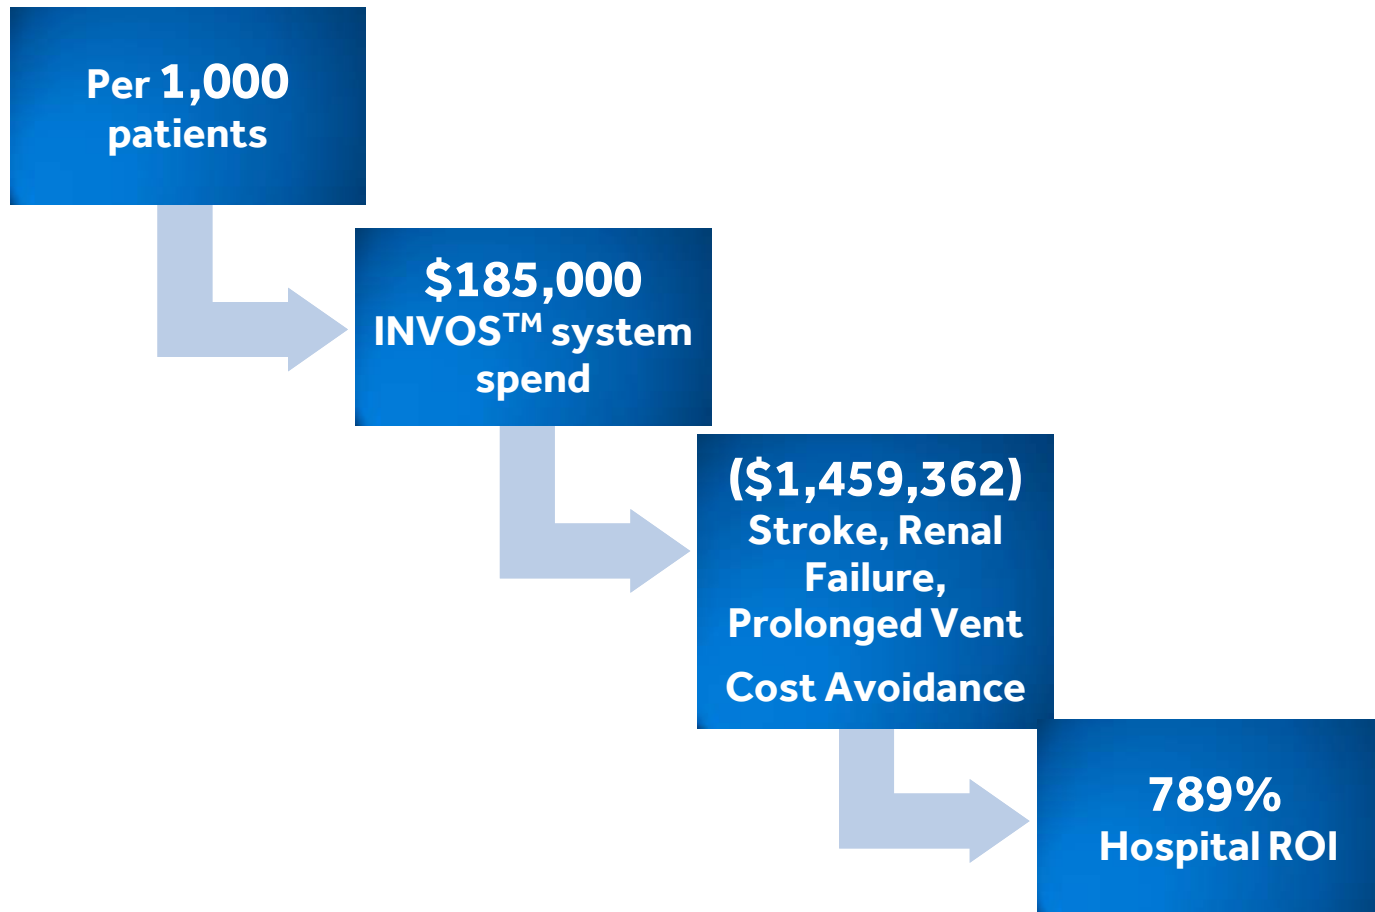 Per 1,000
patients
$185,000
INVOS™ system
spend
($1,459,362)
Stroke, Renal
Failure,
Prolonged Vent
Cost Avoidance
789%
Hospital ROI